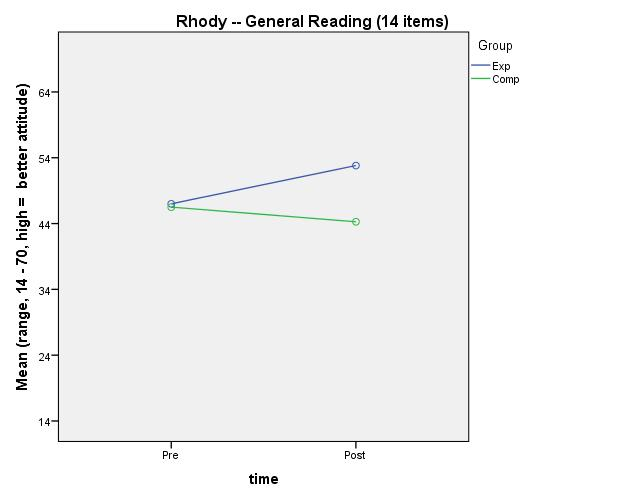 Rhody -- General Reading (14 items)
Group
Exp
Comp
Mean (range, 14 - 70, high = better attitude)
64
54
44
34
24
14
Pre
Post
time